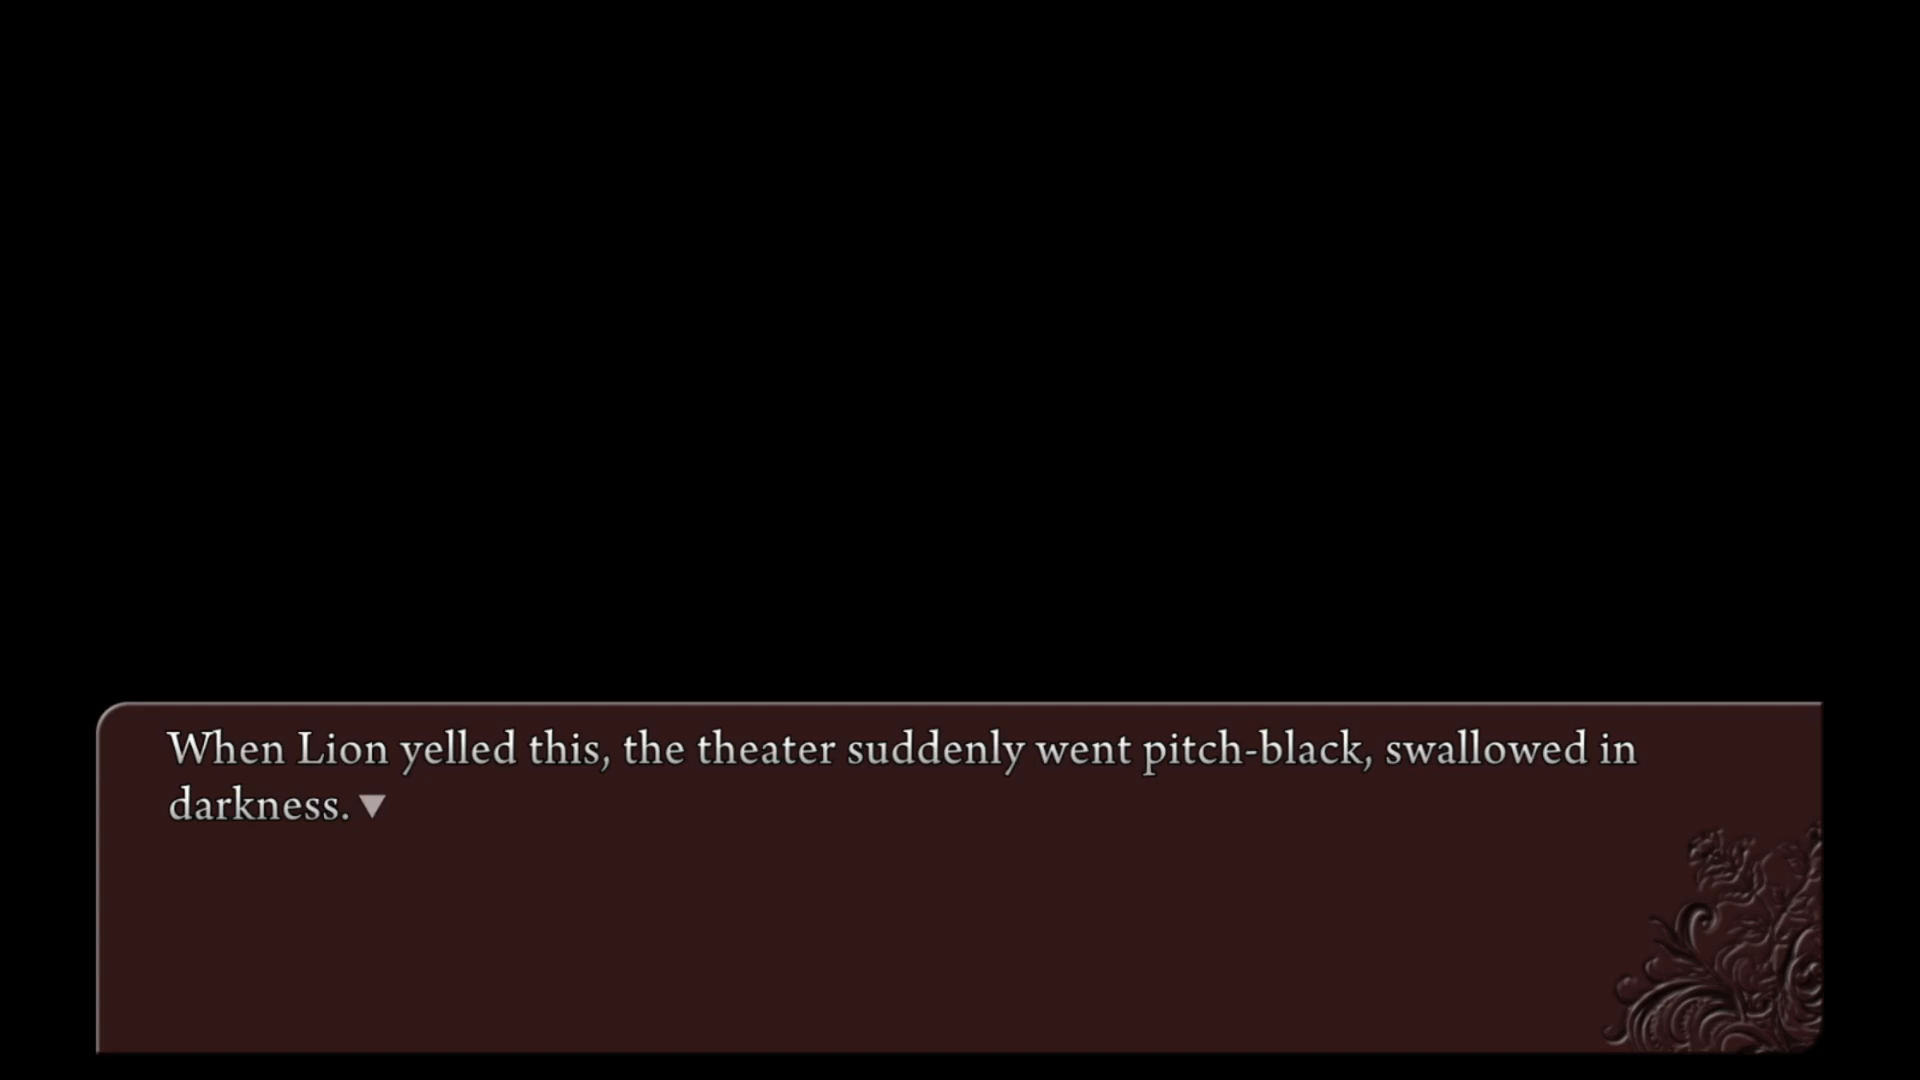 When Lion yelled this, the theater suddenly went pitch-black, swallowed in
darkness.